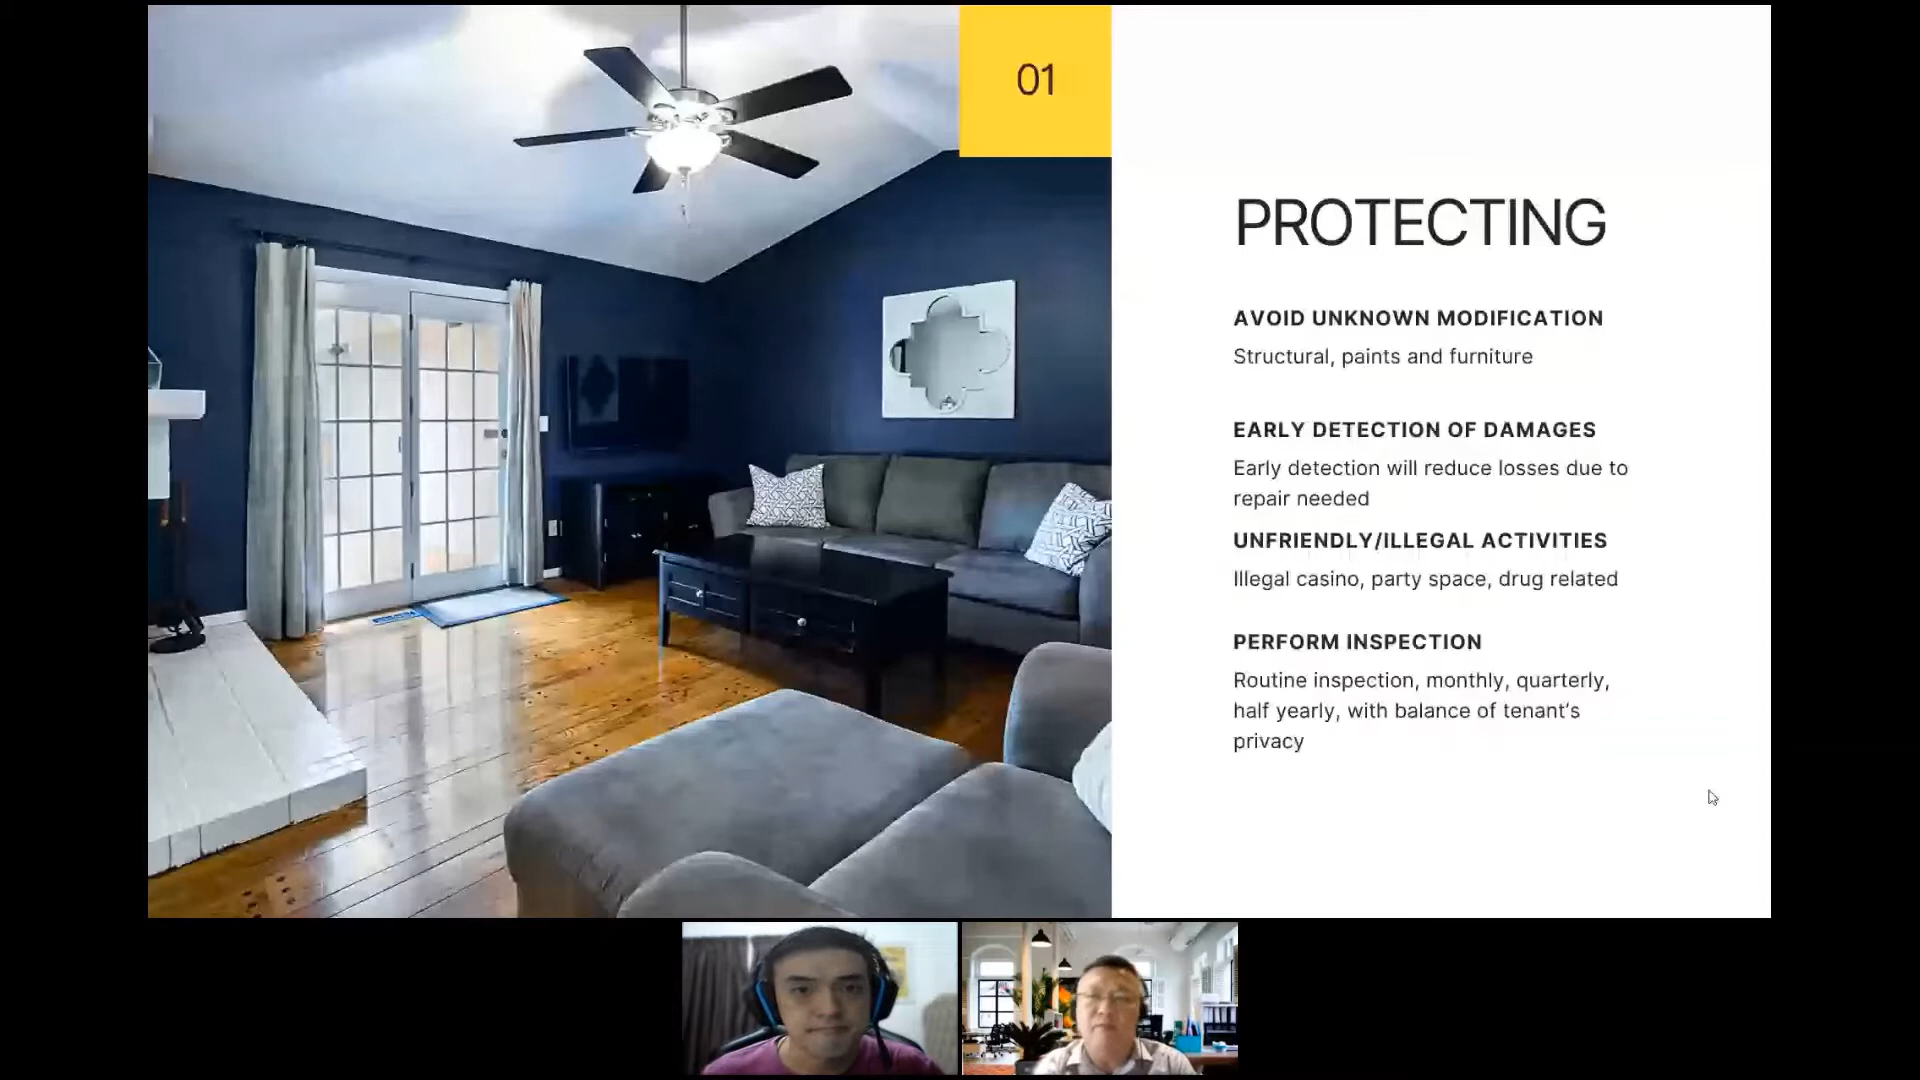 01
PROTECTING
AVOID UNKNOWN MODIFICATION
Structural, paints and furniture
EARLY DETECTION OF DAMAGES
Early detection will reduce losses due to
repair needed
UNFRIENDLY/ILLEGAL ACTIVITIES
Illegal casino, party space, drug related
PERFORM INSPECTION
Routine inspection, monthly, quarterly,
half yearly, with balance of tenant’s
privacy